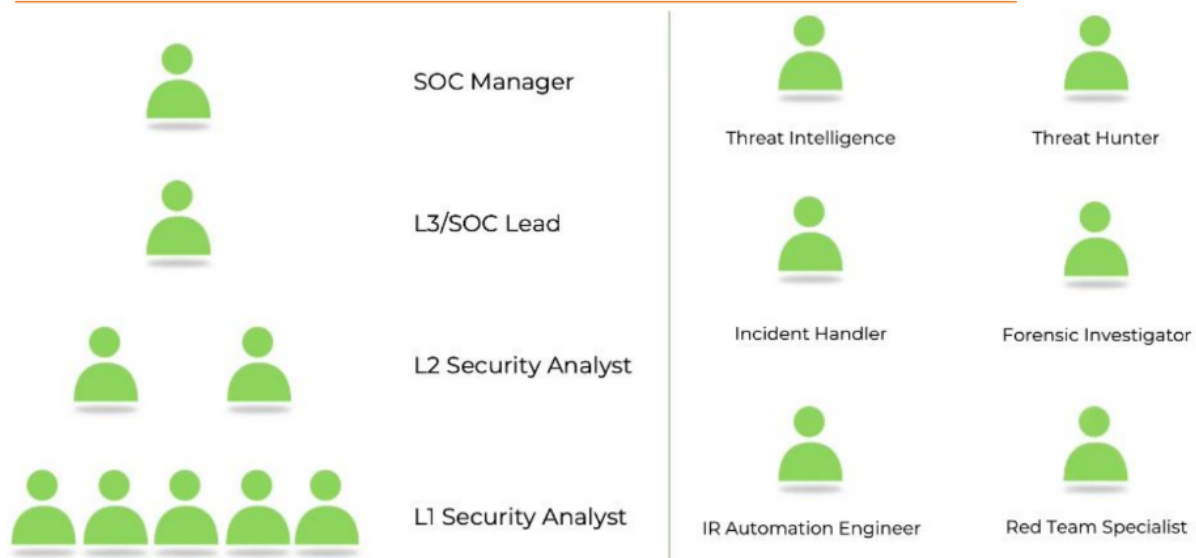 SOC Manager
L3/SOC Lead
L2 Security Analyst
L1 Security Analyst
Threat Intelligence
Threat Hunter
Incident Handler
Forensic Investigator
IR Automation Engineer
Red Team Specialist